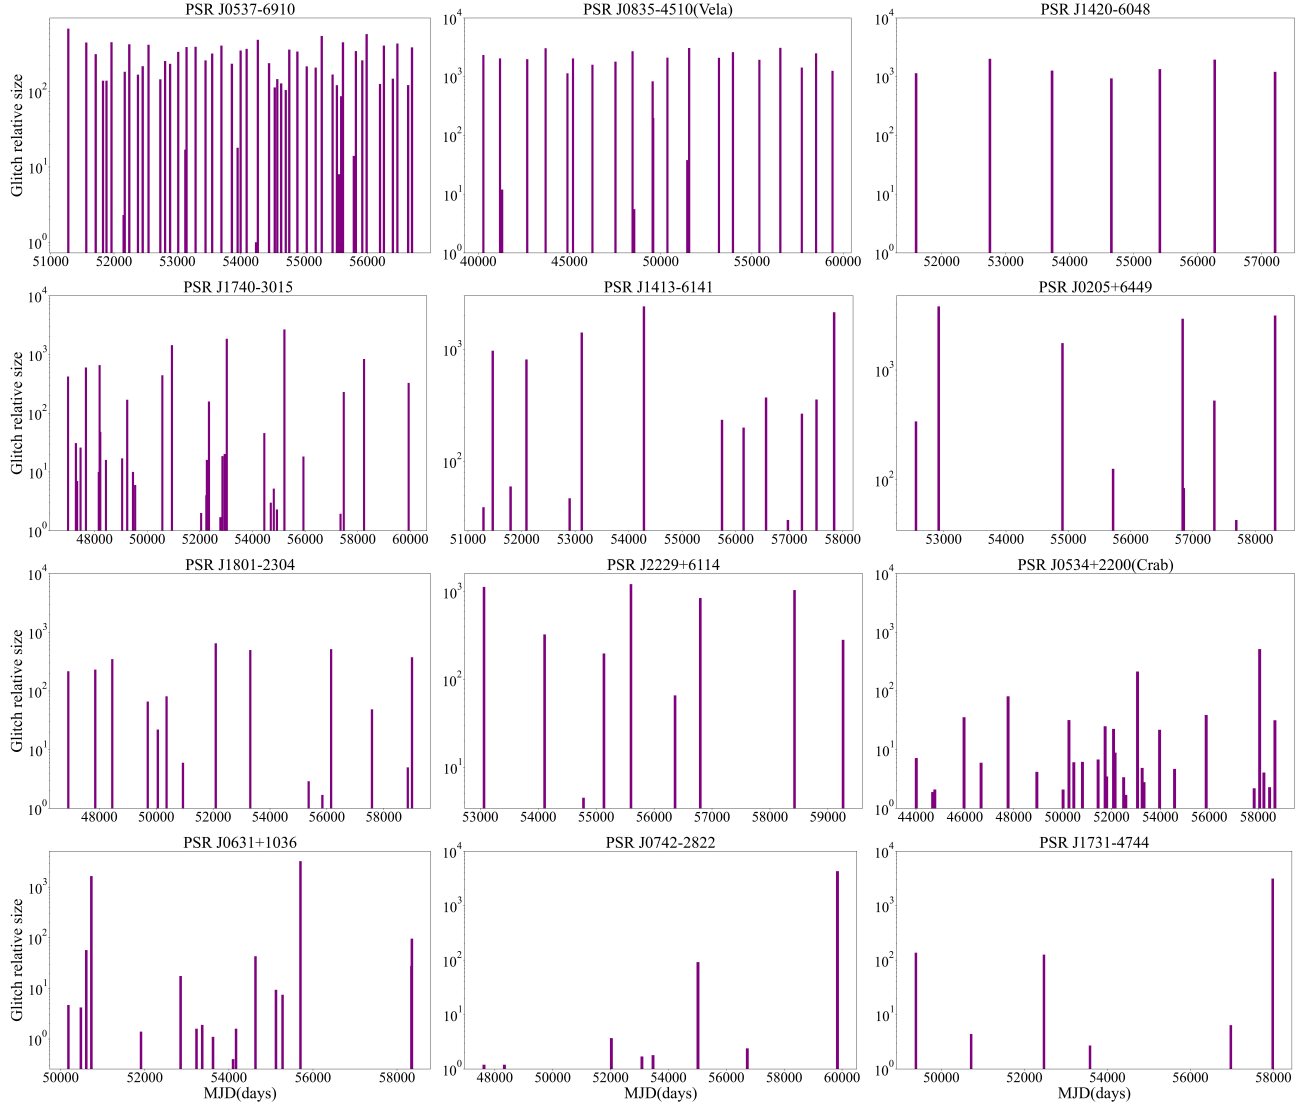 PSR J0537-6910
PSR J0835-4510(Vela)
PSR J1420-6048
Glitch relative size
10^2
10^1
10^0
51000 52000 53000 54000 55000 56000
10^4
10^3
10^2
10^1
10^0
40000 45000 50000 55000 60000
10^4
10^3
10^2
10^1
10^0
52000 53000 54000 55000 56000 57000
PSR J1740-3015
PSR J1413-6141
PSR J0205+6449
Glitch relative size
10^4
10^3
10^2
10^1
10^0
48000 50000 52000 54000 56000 58000 60000
10^3
10^2
51000 52000 53000 54000 55000 56000 57000 58000
10^3
10^2
53000 54000 55000 56000 57000 58000
PSR J1801-2304
PSR J2229+6114
PSR J0534+2200(Crab)
Glitch relative size
10^4
10^3
10^2
10^1
10^0
48000 50000 52000 54000 56000 58000
10^3
10^2
10^1
53000 54000 55000 56000 57000 58000 59000
10^4
10^3
10^2
10^1
10^0
44000 46000 48000 50000 52000 54000 56000 58000
PSR J0631+1036
PSR J0742-2822
PSR J1731-4744
Glitch relative size
10^3
10^2
10^1
10^0
50000 52000 54000 56000 58000
MJD(days)
10^4
10^3
10^2
10^1
10^0
48000 50000 52000 54000 56000 58000 60000
MJD(days)
10^4
10^3
10^2
10^1
10^0
50000 52000 54000 56000 58000
MJD(days)